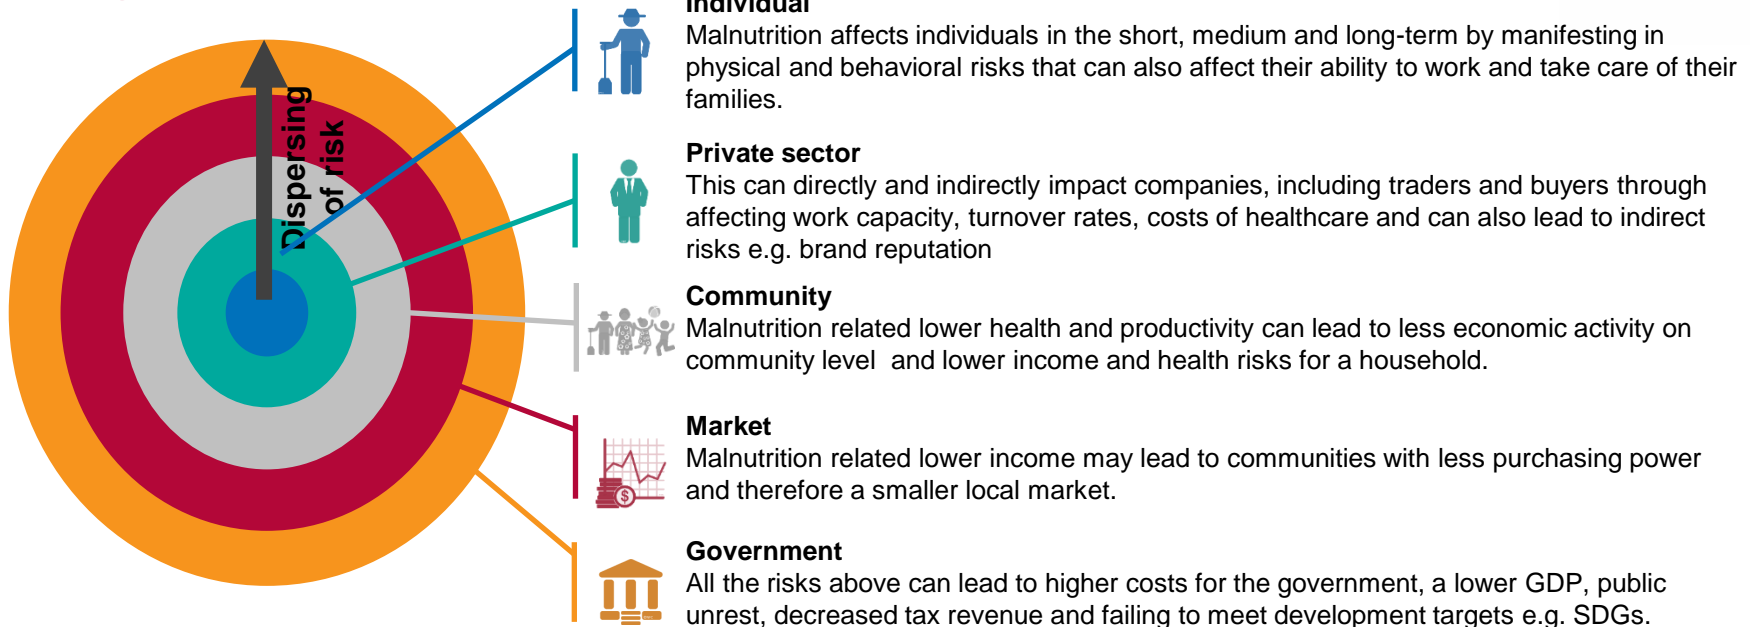 Individual
Malnutrition affects individuals in the short, medium and long-term by manifesting in
physical and behavioral risks that can also affect their ability to work and take care of their
families.
Dispersing
of risk
Private sector
This can directly and indirectly impact companies, including traders and buyers through
affecting work capacity, turnover rates, costs of healthcare and can also lead to indirect
risks e.g. brand reputation
Community
Malnutrition related lower health and productivity can lead to less economic activity on
community level  and lower income and health risks for a household.
Market
Malnutrition related lower income may lead to communities with less purchasing power
and therefore a smaller local market.
$
Government
All the risks above can lead to higher costs for the government, a lower GDP, public
unrest, decreased tax revenue and failing to meet development targets e.g. SDGs.